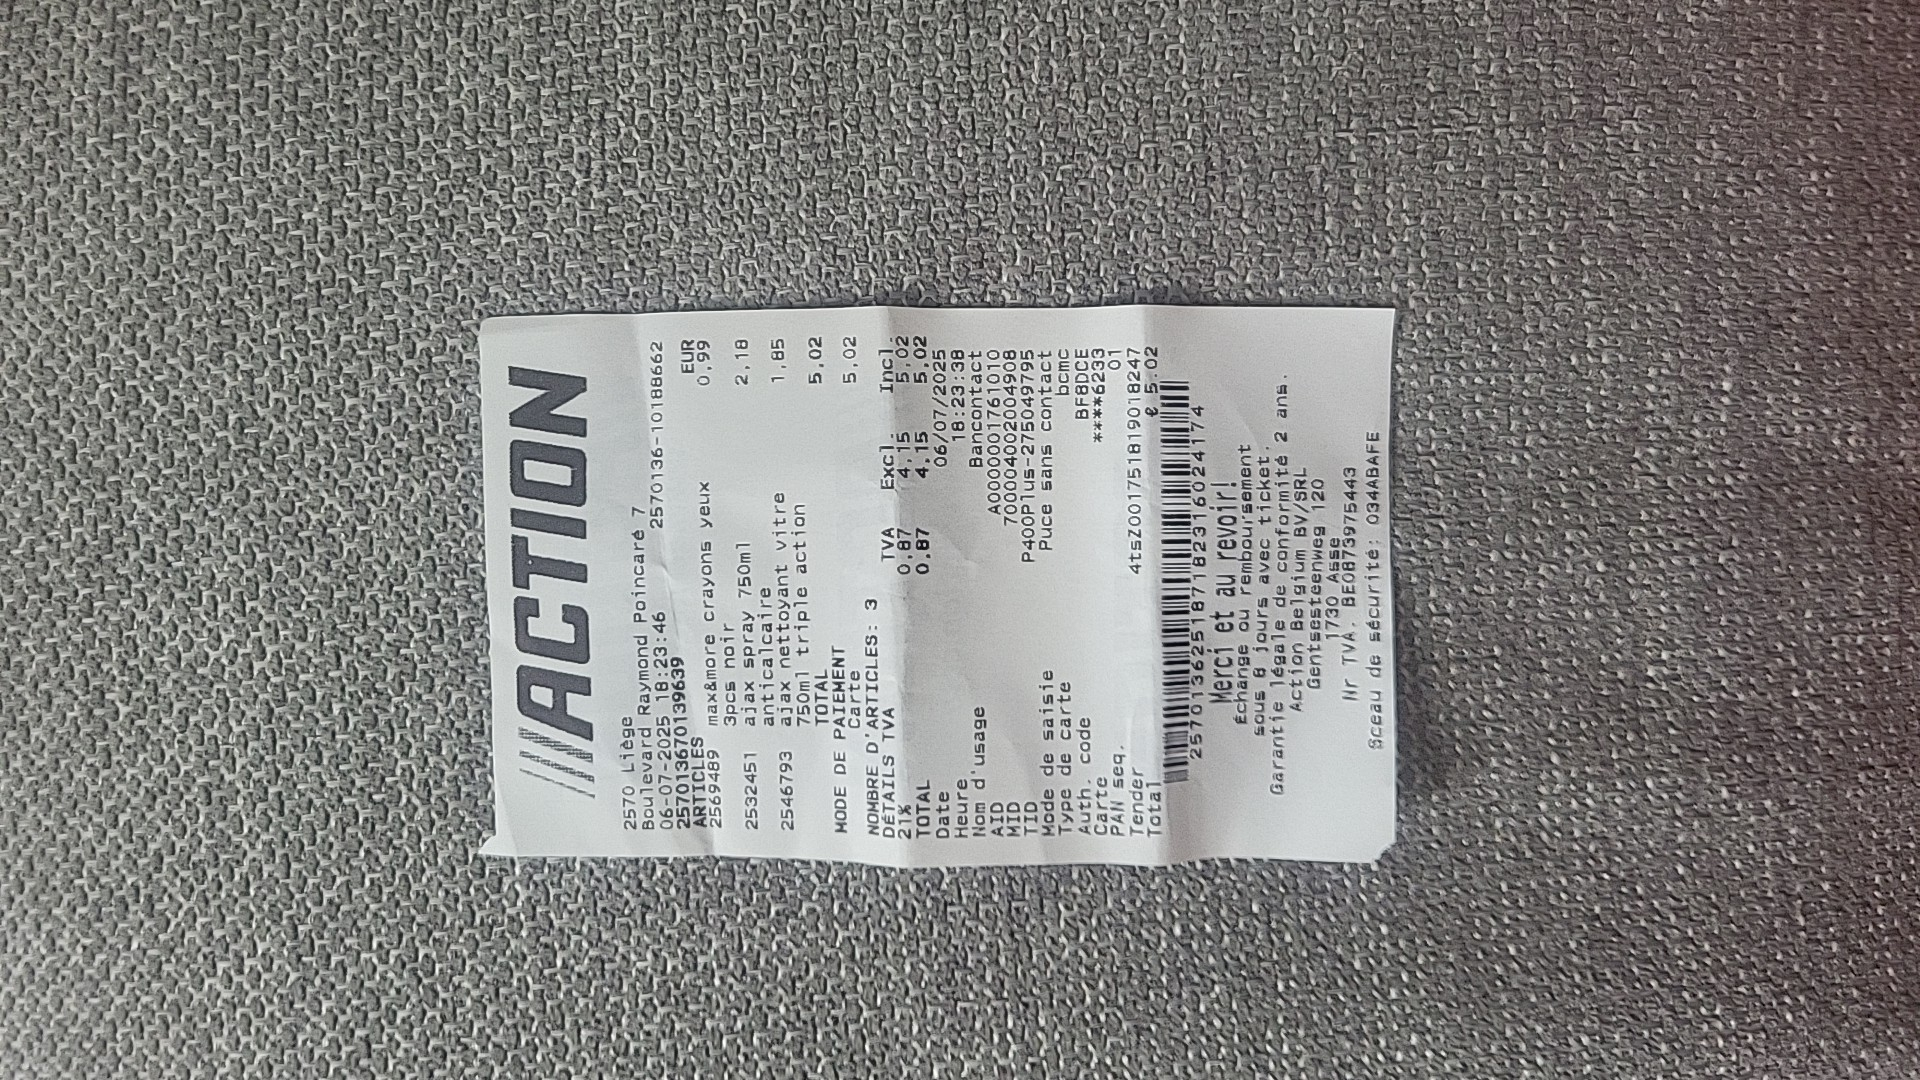 ACTION
2570 Liège
Boulevard Raymond Poincaré 7
06-07-2025 18:23:46 2570136-10188662
257013670139639
ARTICLES EUR
2569489 max&more crayons yeux 0,99
3pcs noir
2532451 ajax spray 750ml 2,18
anticalcaire
2546793 ajax nettoyant vitre 1,85
750ml triple action
TOTAL 5,02
MODE DE PAIEMENT
Carte 5,02
NOMBRE D'ARTICLES: 3
DÉTAILS TVA TVA Excl. Incl.
21% 0,87 4,15 5,02
TOTAL 0,87 4,15 5,02
Date 06/07/2025
Heure 18:23:38
Nom d'usage Bancontact
AID A0000001761010
MID 700004002004908
TID P400Plus-275049795
Mode de saisie Puce sans contact
Type de carte bcmc
Auth. code BF8DCE
Carte ****6233
PAN seq. 01
Tender 4tsZ001751819018247
Total € 5.02
2570136251871823160241​74
Merci et au revoir!
Échange ou remboursement
sous 8 jours avec ticket.
Garantie légale de conformité 2 ans.
Action Belgium BV/SRL
Gentsesteenweg 120
1730 Asse
Nr TVA. BE0873975443
Sceau de sécurité: 034ABAFE